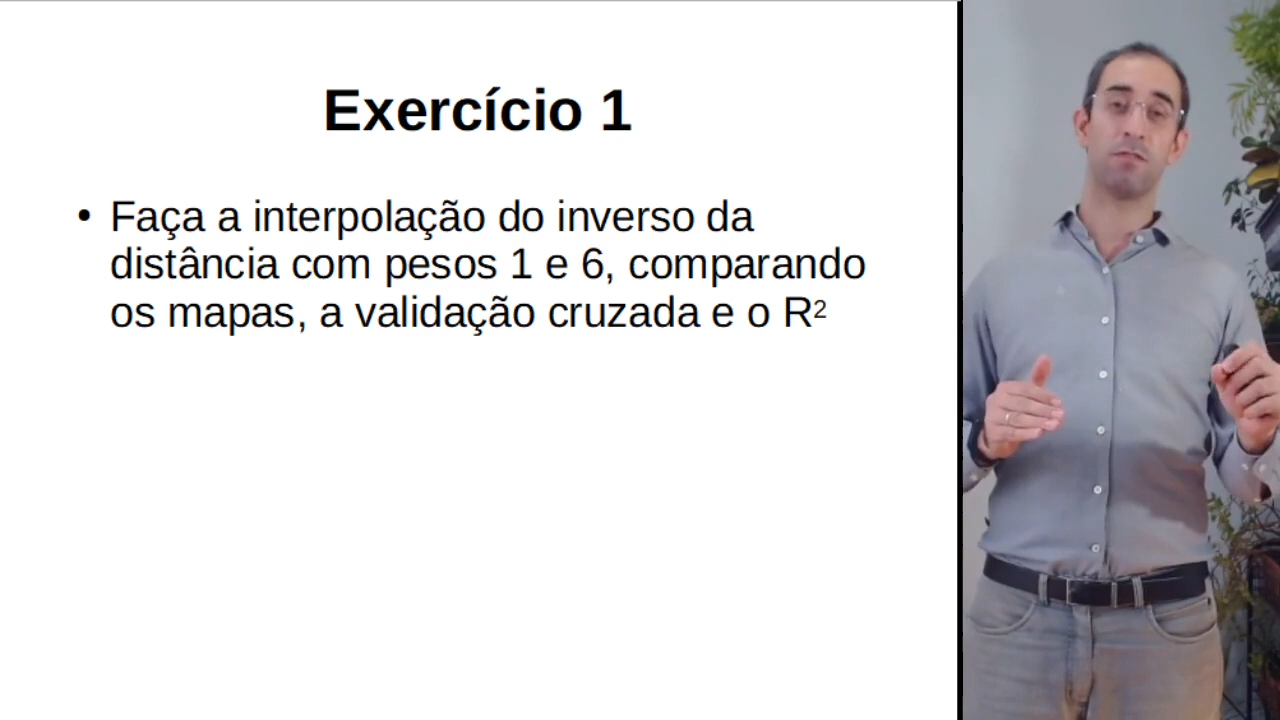 Exercício 1
• Faça a interpolação do inverso da
distância com pesos 1 e 6, comparando
os mapas, a validação cruzada e o R²